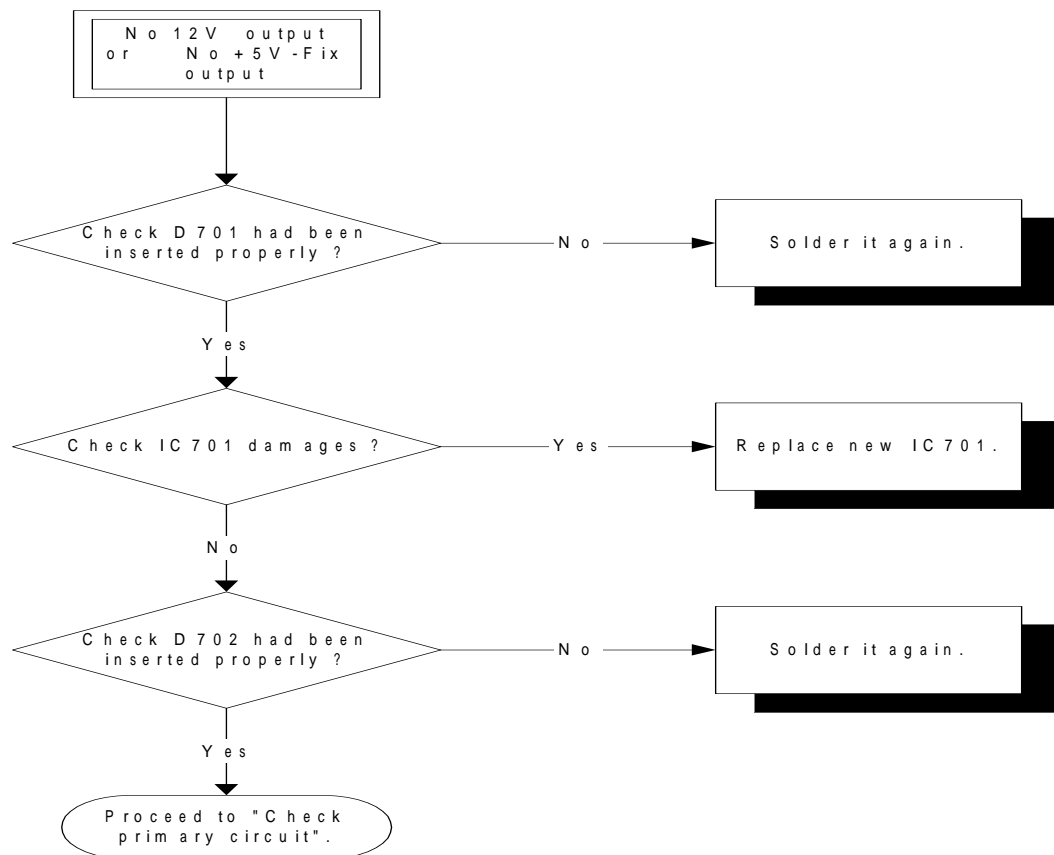 No 12V output
or No +5V-Fix
output
Check D701 had been
inserted properly ?
No
Solder it again.
Yes
Check IC701 damages ?
Yes
Replace new IC701.
No
Check D702 had been
inserted properly ?
No
Solder it again.
Yes
Proceed to "Check
primary circuit".